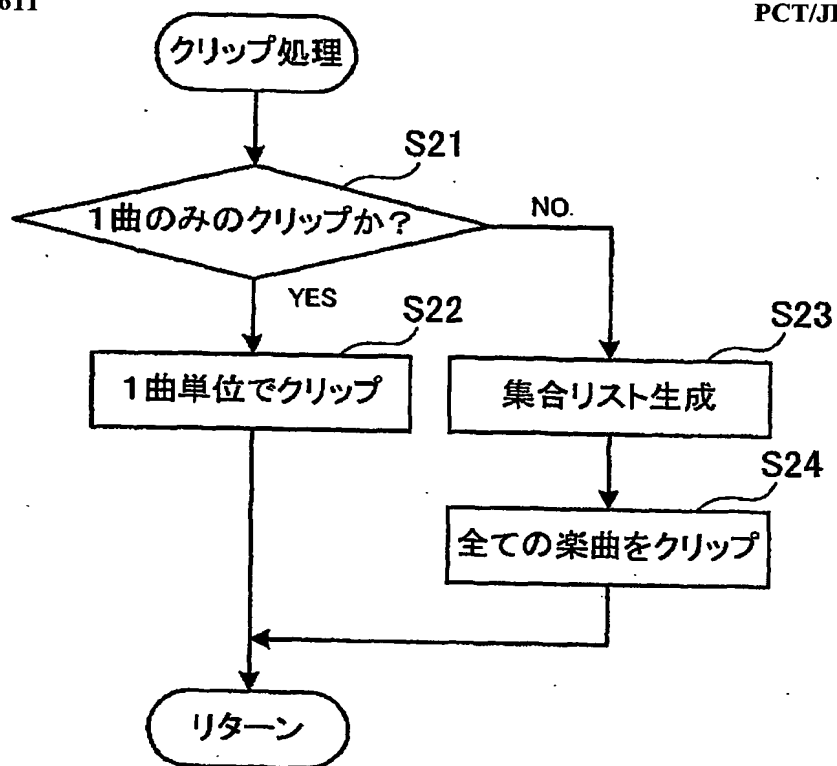 611
PCT/JI
クリップ処理
S21
1曲のみのクリップか?
NO.
YES
S22
S23
1曲単位でクリップ
集合リスト生成
S24
全ての楽曲をクリップ
リターン